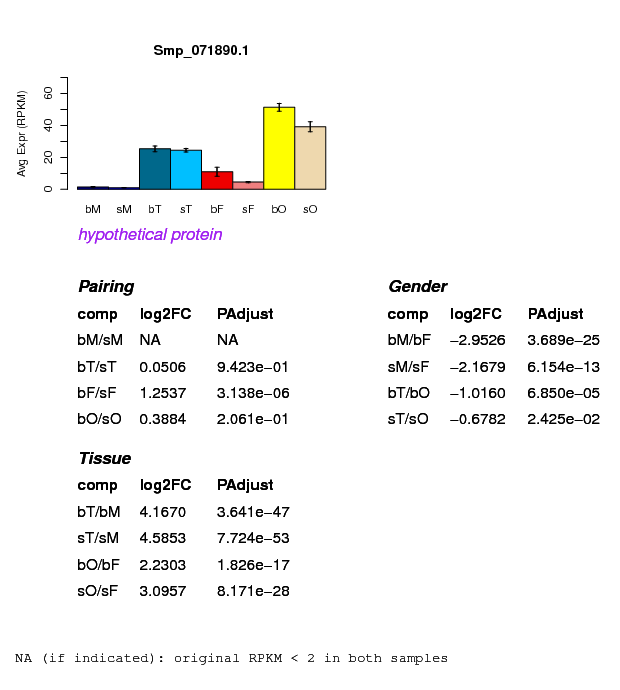 Smp_071890.1
Avg Expr (RPKM)
0 20 40 60
bM sM bT sT bF sF bO sO
hypothetical protein
Pairing
comp log2FC PAdjust
bM/sM NA NA
bT/sT 0.0506 9.423e−01
bF/sF 1.2537 3.138e−06
bO/sO 0.3884 2.061e−01
Gender
comp log2FC PAdjust
bM/bF −2.9526 3.689e−25
sM/sF −2.1679 6.154e−13
bT/bO −1.0160 6.850e−05
sT/sO −0.6782 2.425e−02
Tissue
comp log2FC PAdjust
bT/bM 4.1670 3.641e−47
sT/sM 4.5853 7.724e−53
bO/bF 2.2303 1.826e−17
sO/sF 3.0957 8.171e−28
NA (if indicated): original RPKM < 2 in both samples